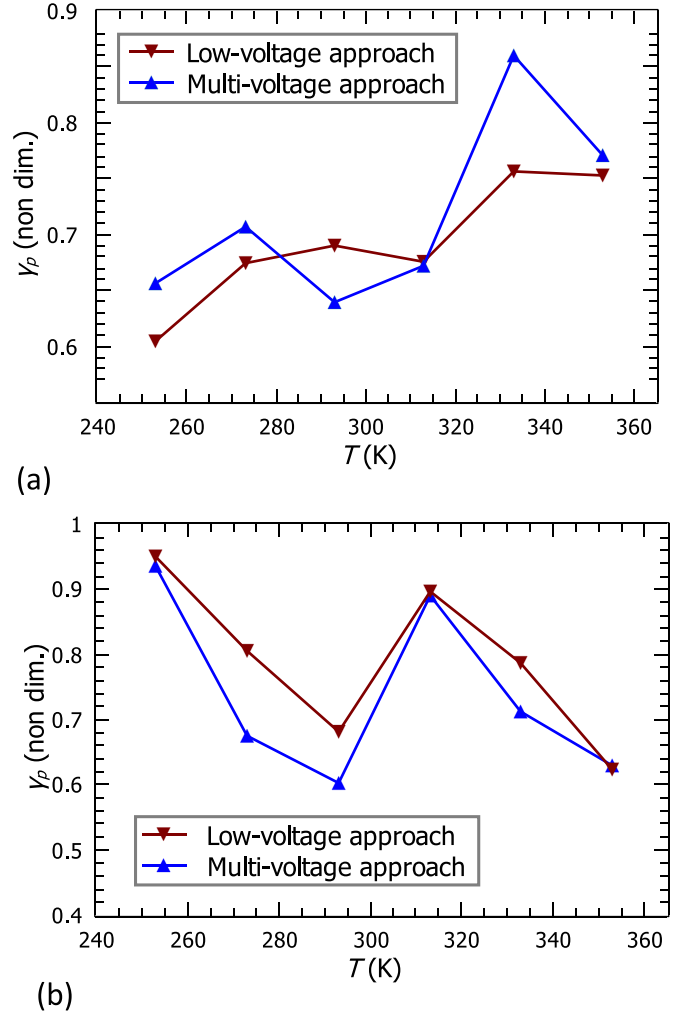 0.9
Low-voltage approach
Multi-voltage approach
0.8
γp (non dim.)
0.7
0.6
240 260 280 300 320 340 360
T (K)
(a)
1
0.9
0.8
γp (non dim.)
0.7
0.6
Low-voltage approach
Multi-voltage approach
0.5
0.4
240 260 280 300 320 340 360
T (K)
(b)